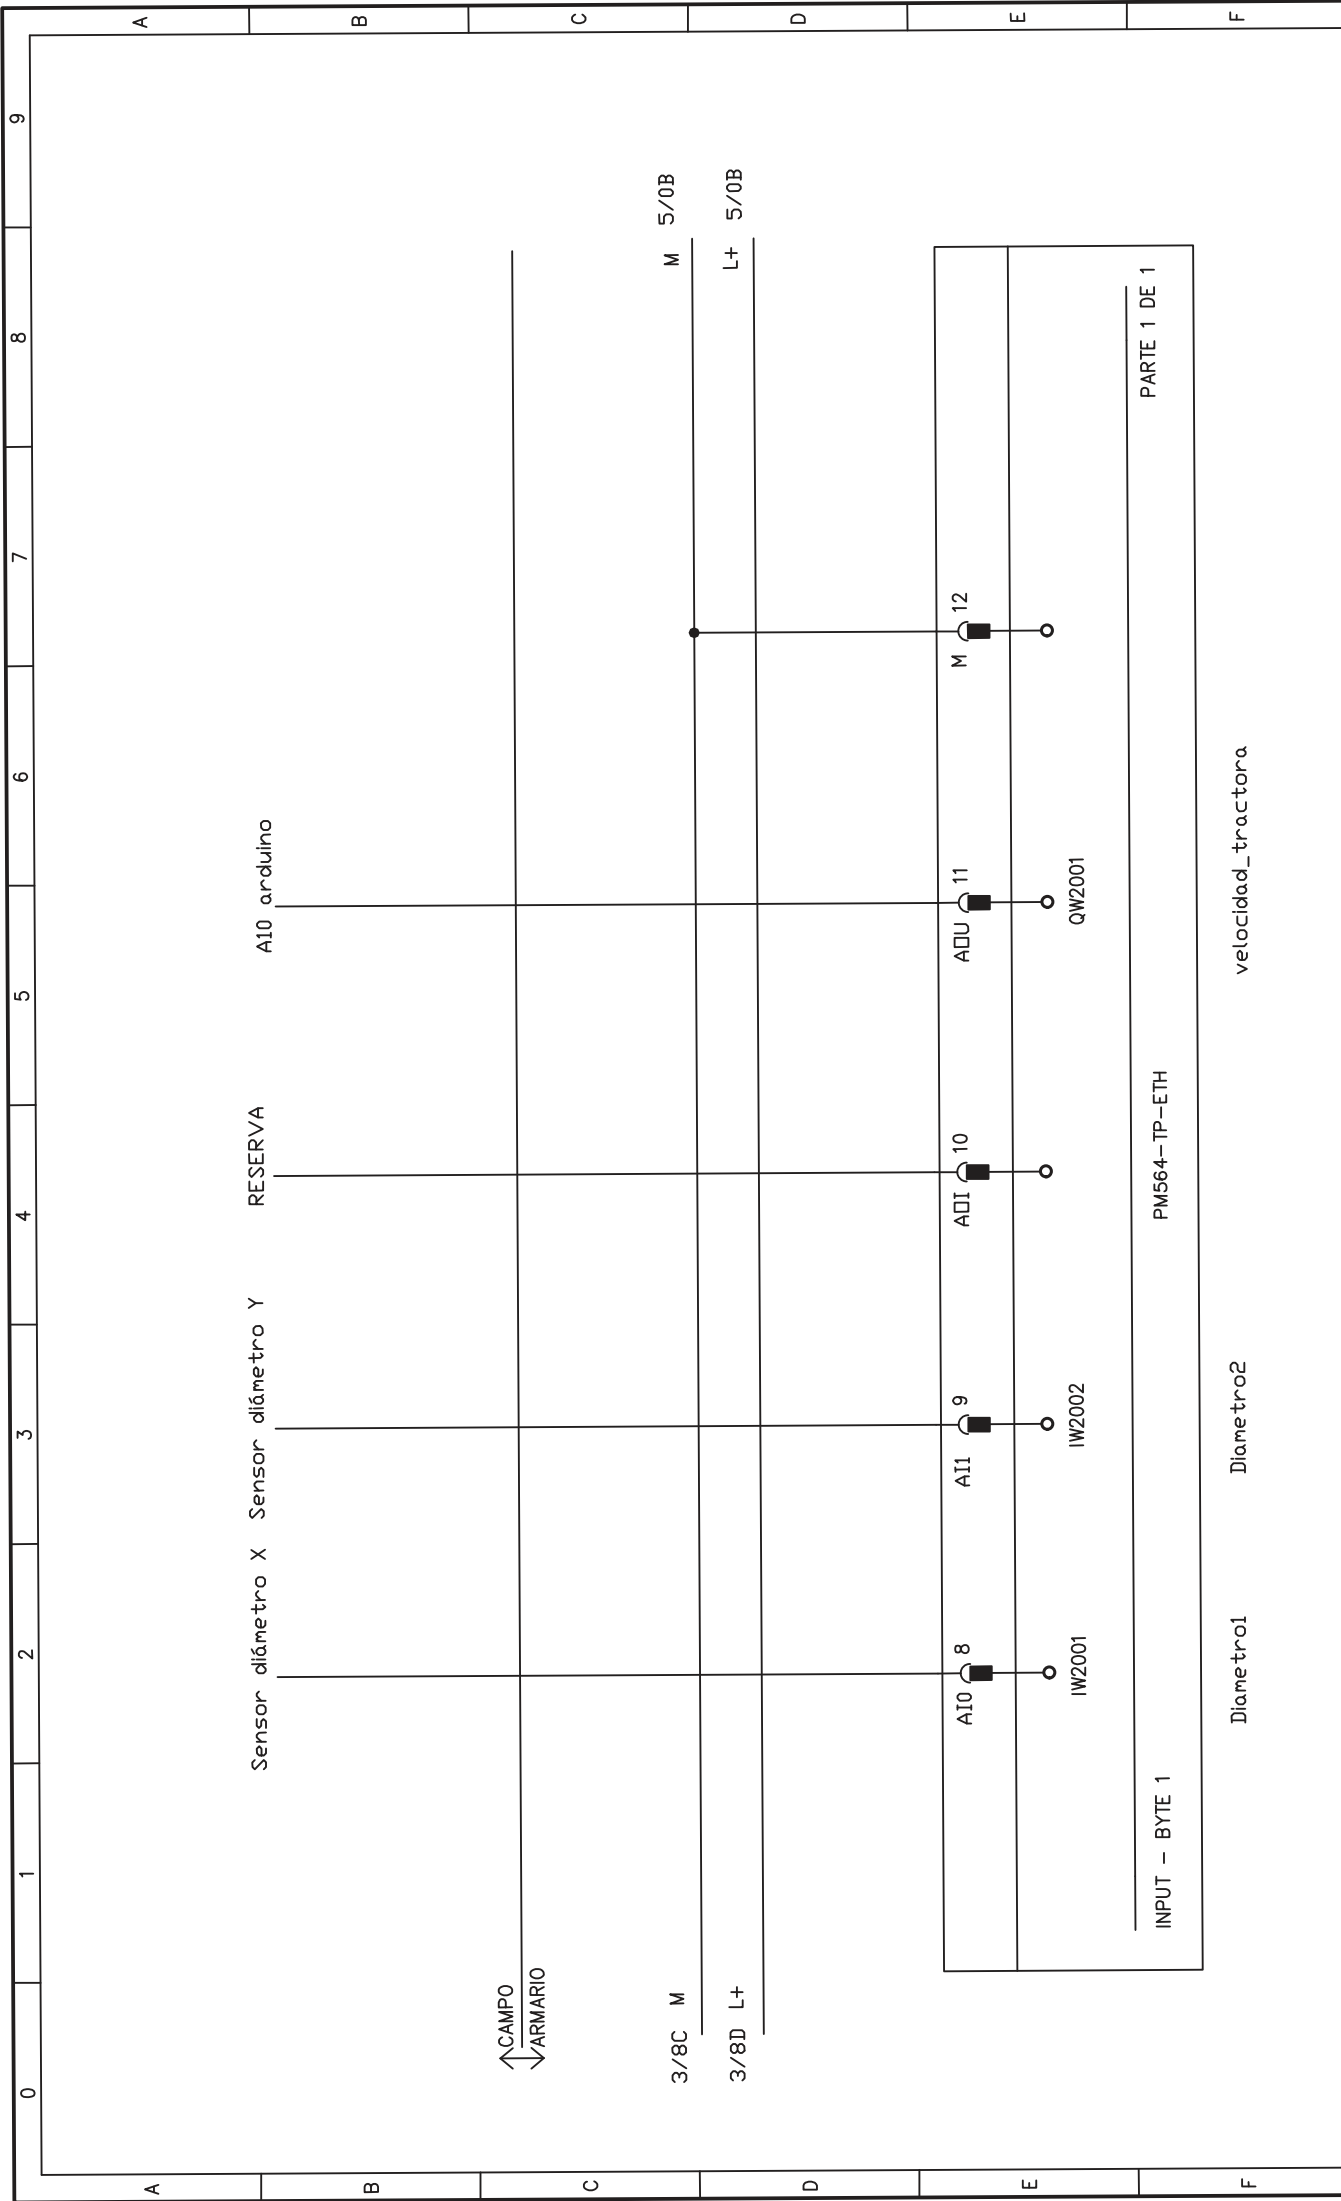 0 1 2 3 4 5 6 7 8 9
A A
Sensor diámetro X Sensor diámetro Y RESERVA A10 arduino
B B
CAMPO
ARMARIO
C C
3/8C M M 5/0B
3/8D L+ L+ 5/0B
D D
AI0 8 AI1 9 AOI 10 AOU 11 M 12
E E
IW2001 IW2002 QW2001
INPUT - BYTE 1 PM564-TP-ETH PARTE 1 DE 1
F F
Diametro1 Diametro2 velocidad_tractora